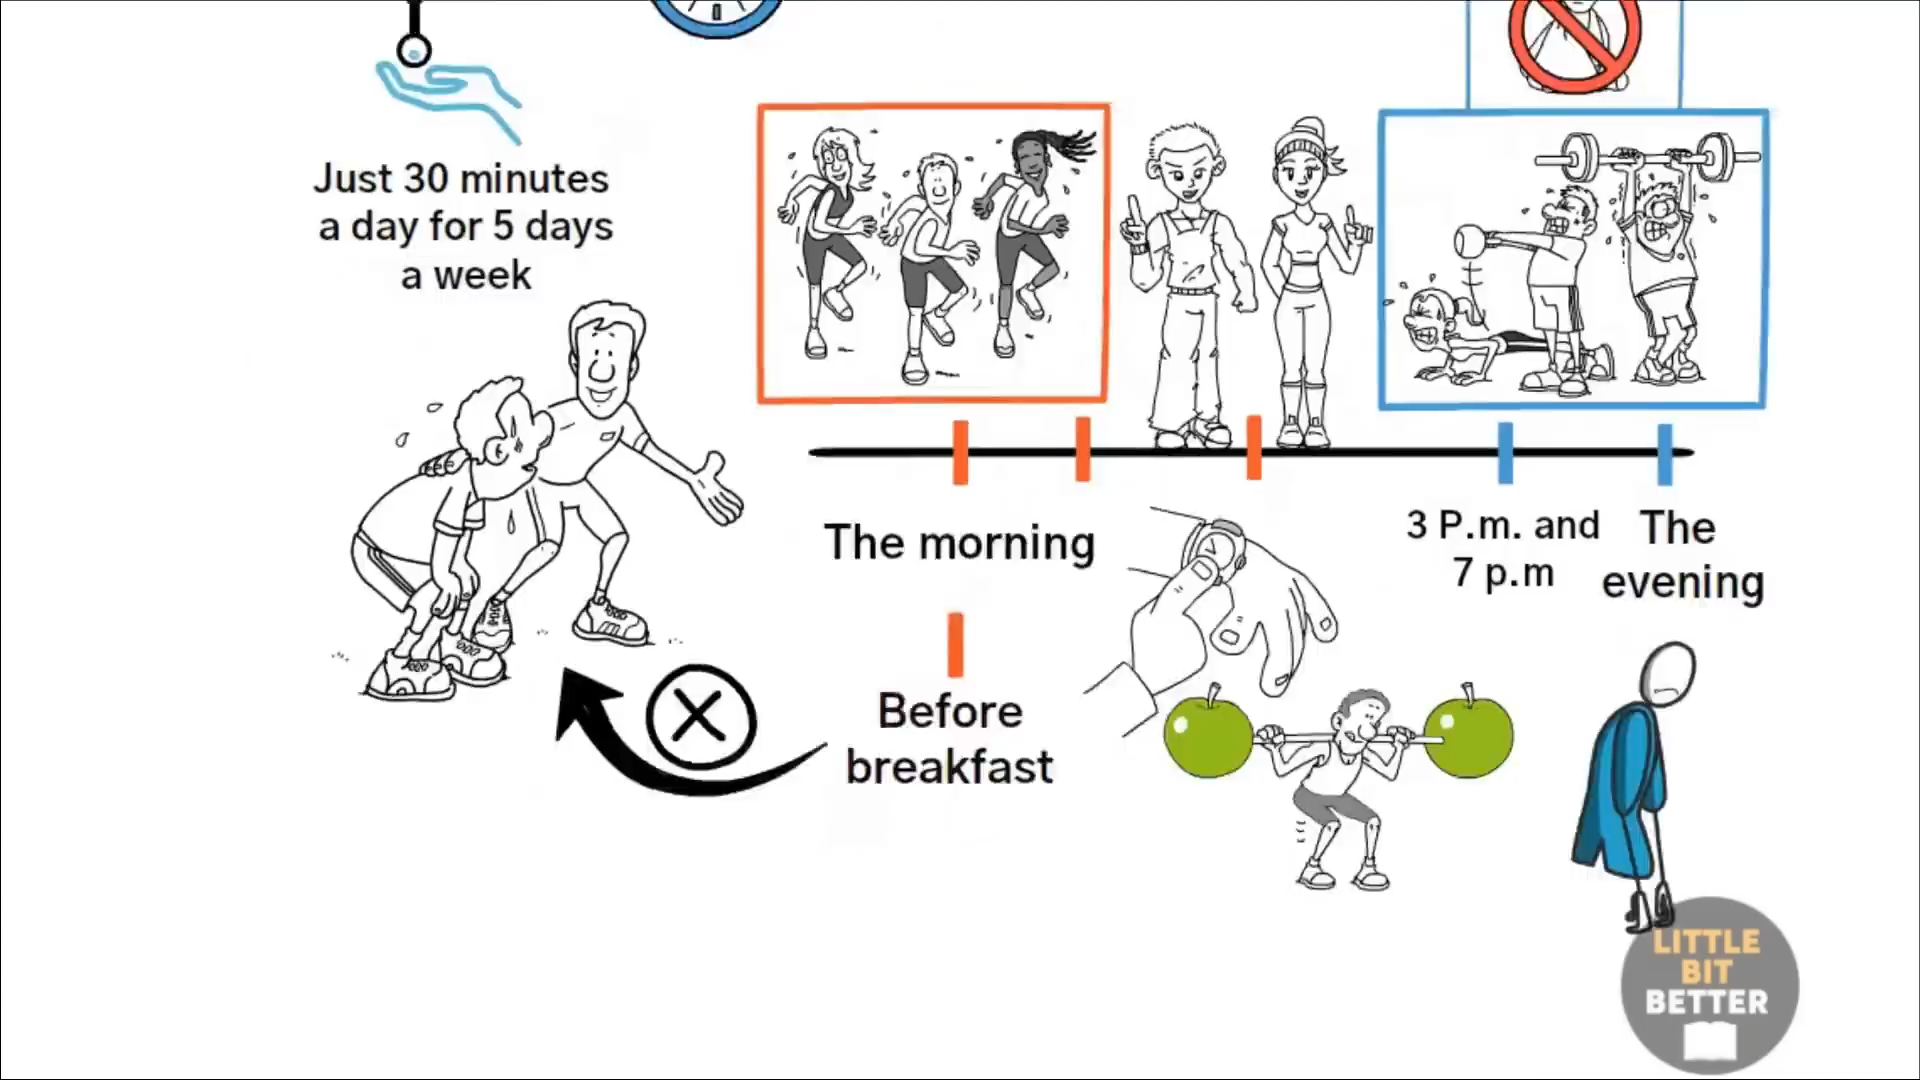 Just 30 minutes
a day for 5 days
a week
The morning
3 P.m. and
7 p.m
The
evening
Before
breakfast
LITTLE
BIT
BETTER